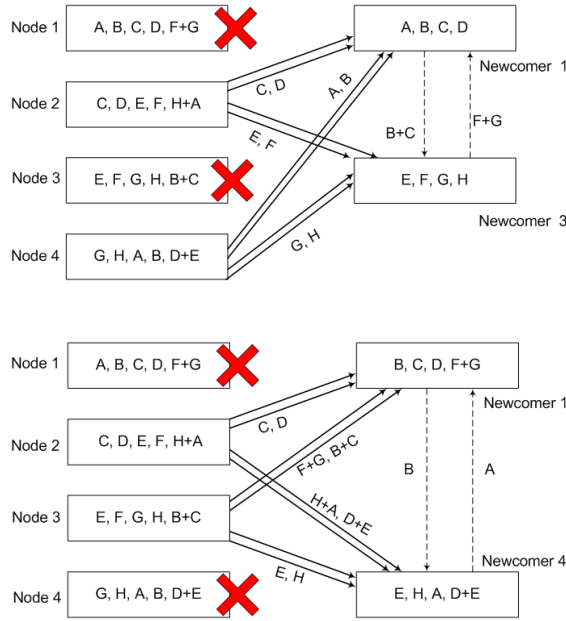 Node 1
A, B, C, D, F+G
A, B, C, D
Newcomer 1
C, D
A, B
Node 2
C, D, E, F, H+A
F+G
B+C
E, F
Node 3
E, F, G, H, B+C
E, F, G, H
Newcomer 3
G, H
Node 4
G, H, A, B, D+E
Node 1
A, B, C, D, F+G
B, C, D, F+G
Newcomer 1
C, D
Node 2
C, D, E, F, H+A
F+G, B+C
B
A
H+A, D+E
Node 3
E, F, G, H, B+C
Newcomer 4
E, H
Node 4
G, H, A, B, D+E
E, H, A, D+E